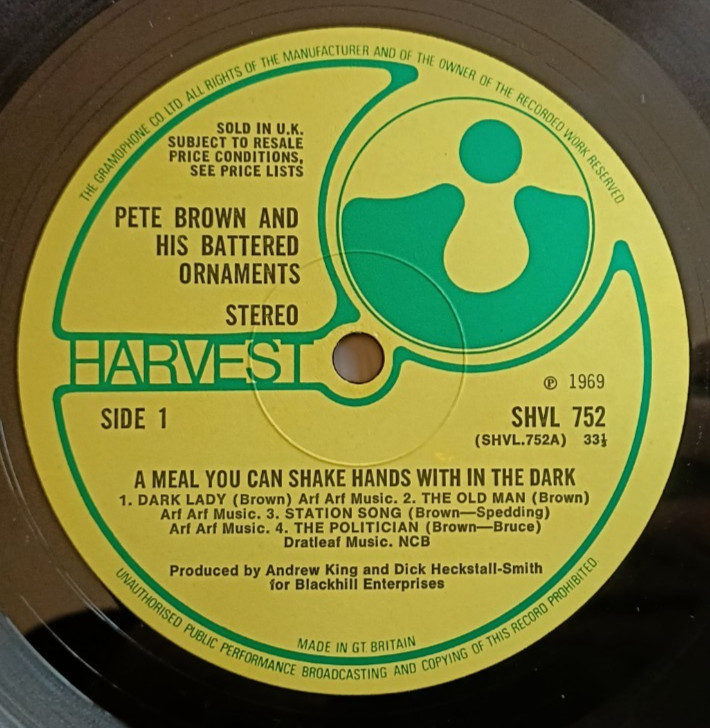 THE GRAMOPHONE CO. LTD. ALL RIGHTS OF THE MANUFACTURER AND OF THE OWNER OF THE RECORDED WORK RESERVED
SOLD IN U.K.
SUBJECT TO RESALE
PRICE CONDITIONS,
SEE PRICE LISTS
PETE BROWN AND
HIS BATTERED
ORNAMENTS
STEREO
HARVEST
℗ 1969
SIDE 1
SHVL 752
(SHVL.752A) 33⅓
A MEAL YOU CAN SHAKE HANDS WITH IN THE DARK
1. DARK LADY (Brown) Arf Arf Music. 2. THE OLD MAN (Brown)
Arf Arf Music. 3. STATION SONG (Brown—Spedding)
Arf Arf Music. 4. THE POLITICIAN (Brown—Bruce)
Dratleaf Music. NCB
Produced by Andrew King and Dick Heckstall-Smith
for Blackhill Enterprises
MADE IN GT. BRITAIN
UNAUTHORISED PUBLIC PERFORMANCE BROADCASTING AND COPYING OF THIS RECORD PROHIBITED